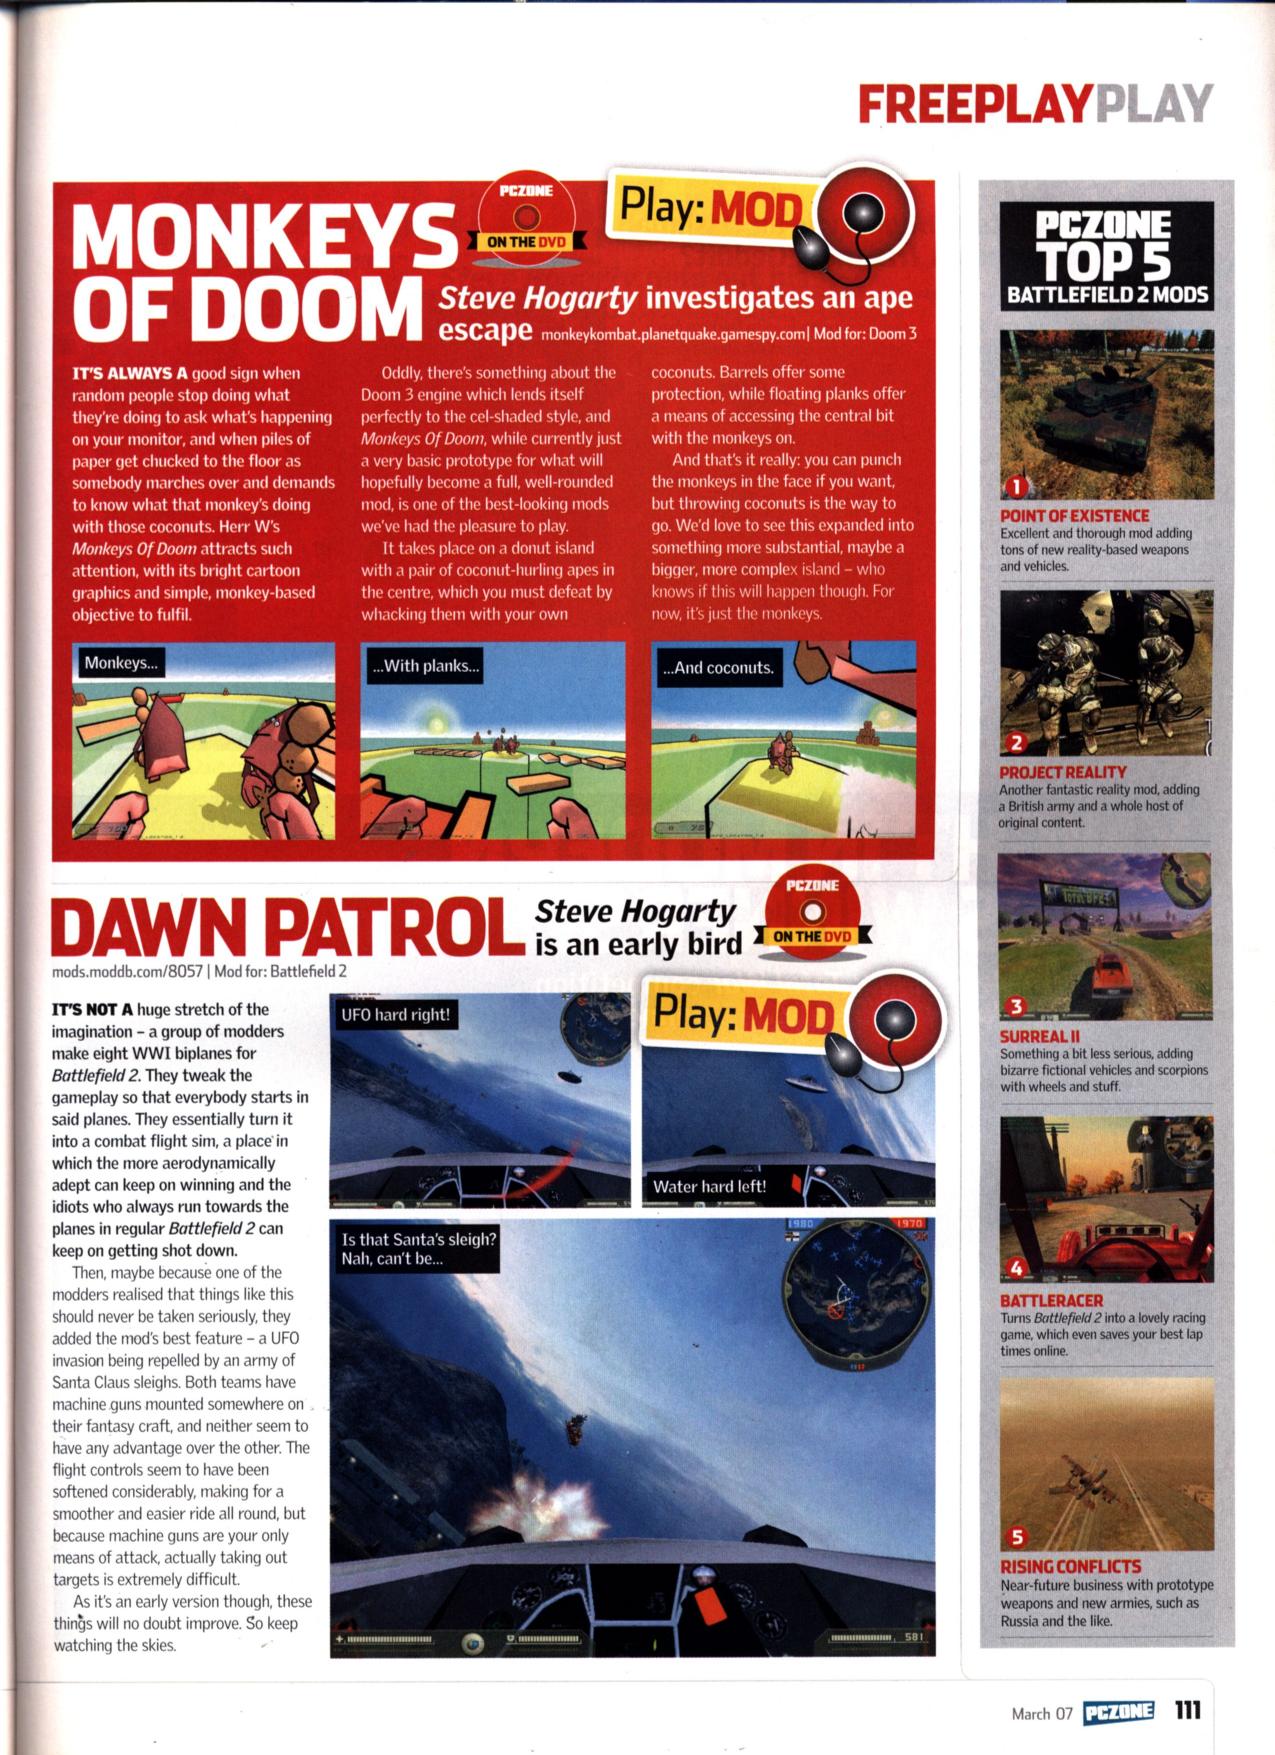 FREEPLAYPLAY
MONKEYS
OF DOOM
PCZONE
ON THE DVD
Play: MOD
Steve Hogarty investigates an ape
escape monkeykombat.planetquake.gamespy.com| Mod for: Doom 3
IT'S ALWAYS A good sign when
random people stop doing what
they're doing to ask what's happening
on your monitor, and when piles of
paper get chucked to the floor as
somebody marches over and demands
to know what that monkey's doing
with those coconuts. Herr W's
Monkeys Of Doom attracts such
attention, with its bright cartoon
graphics and simple, monkey-based
objective to fulfil.
Oddly, there's something about the
Doom 3 engine which lends itself
perfectly to the cel-shaded style, and
Monkeys Of Doom, while currently just
a very basic prototype for what will
hopefully become a full, well-rounded
mod, is one of the best-looking mods
we've had the pleasure to play.
It takes place on a donut island
with a pair of coconut-hurling apes in
the centre, which you must defeat by
whacking them with your own
coconuts. Barrels offer some
protection, while floating planks offer
a means of accessing the central bit
with the monkeys on.
And that's it really: you can punch
the monkeys in the face if you want,
but throwing coconuts is the way to
go. We'd love to see this expanded into
something more substantial, maybe a
bigger, more complex island – who
knows if this will happen though. For
now, it's just the monkeys.
Monkeys...
...With planks...
...And coconuts.
DAWN PATROL
Steve Hogarty
is an early bird
PCZONE
ON THE DVD
mods.moddb.com/8057 | Mod for: Battlefield 2
Play: MOD
IT'S NOT A huge stretch of the
imagination – a group of modders
make eight WWI biplanes for
Battlefield 2. They tweak the
gameplay so that everybody starts in
said planes. They essentially turn it
into a combat flight sim, a place in
which the more aerodynamically
adept can keep on winning and the
idiots who always run towards the
planes in regular Battlefield 2 can
keep on getting shot down.
Then, maybe because one of the
modders realised that things like this
should never be taken seriously, they
added the mod's best feature – a UFO
invasion being repelled by an army of
Santa Claus sleighs. Both teams have
machine guns mounted somewhere on
their fantasy craft, and neither seem to
have any advantage over the other. The
flight controls seem to have been
softened considerably, making for a
smoother and easier ride all round, but
because machine guns are your only
means of attack, actually taking out
targets is extremely difficult.
As it's an early version though, these
things will no doubt improve. So keep
watching the skies.
UFO hard right!
Water hard left!
Is that Santa's sleigh?
Nah, can't be...
1980
1970
581
PCZONE
TOP 5
BATTLEFIELD 2 MODS
1
POINT OF EXISTENCE
Excellent and thorough mod adding
tons of new reality-based weapons
and vehicles.
2
PROJECT REALITY
Another fantastic reality mod, adding
a British army and a whole host of
original content.
3
SURREAL II
Something a bit less serious, adding
bizarre fictional vehicles and scorpions
with wheels and stuff.
4
BATTLERACER
Turns Battlefield 2 into a lovely racing
game, which even saves your best lap
times online.
5
RISING CONFLICTS
Near-future business with prototype
weapons and new armies, such as
Russia and the like.
March 07 PCZONE 111